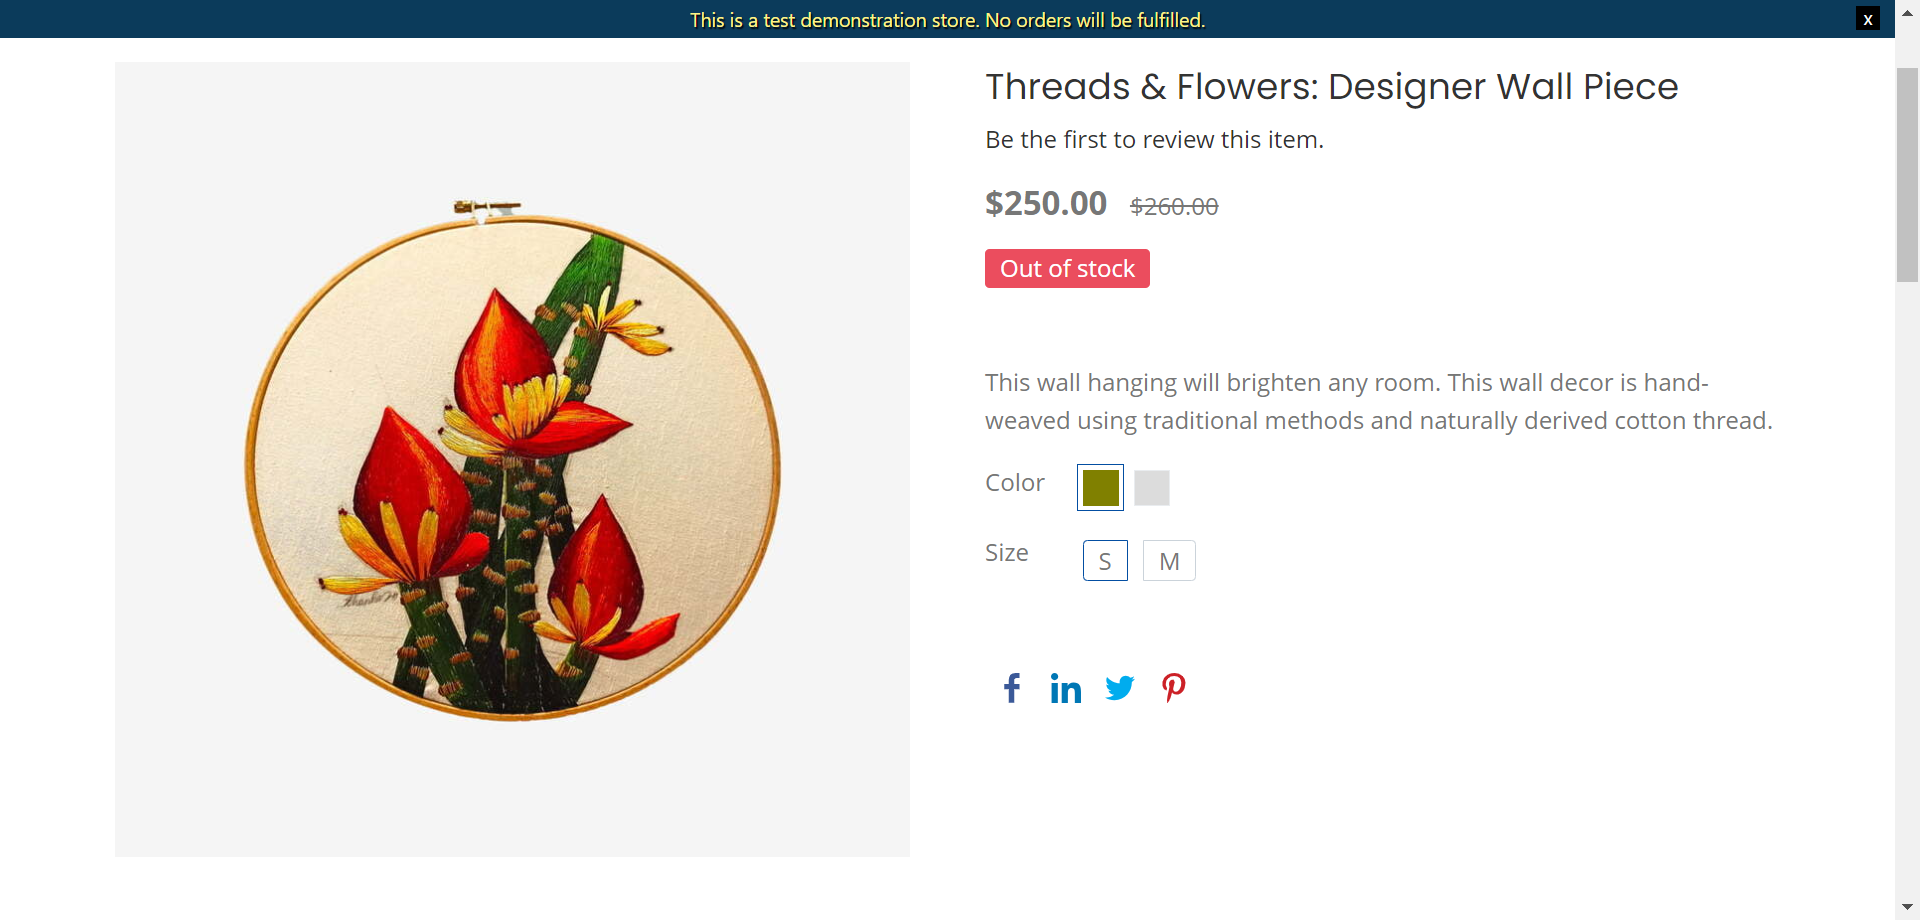 This is a test demonstration store. No orders will be fulfilled.
x
Threads & Flowers: Designer Wall Piece
Be the first to review this item.
$250.00 $260.00
Out of stock
This wall hanging will brighten any room. This wall decor is hand-
weaved using traditional methods and naturally derived cotton thread.
Color
Size S M